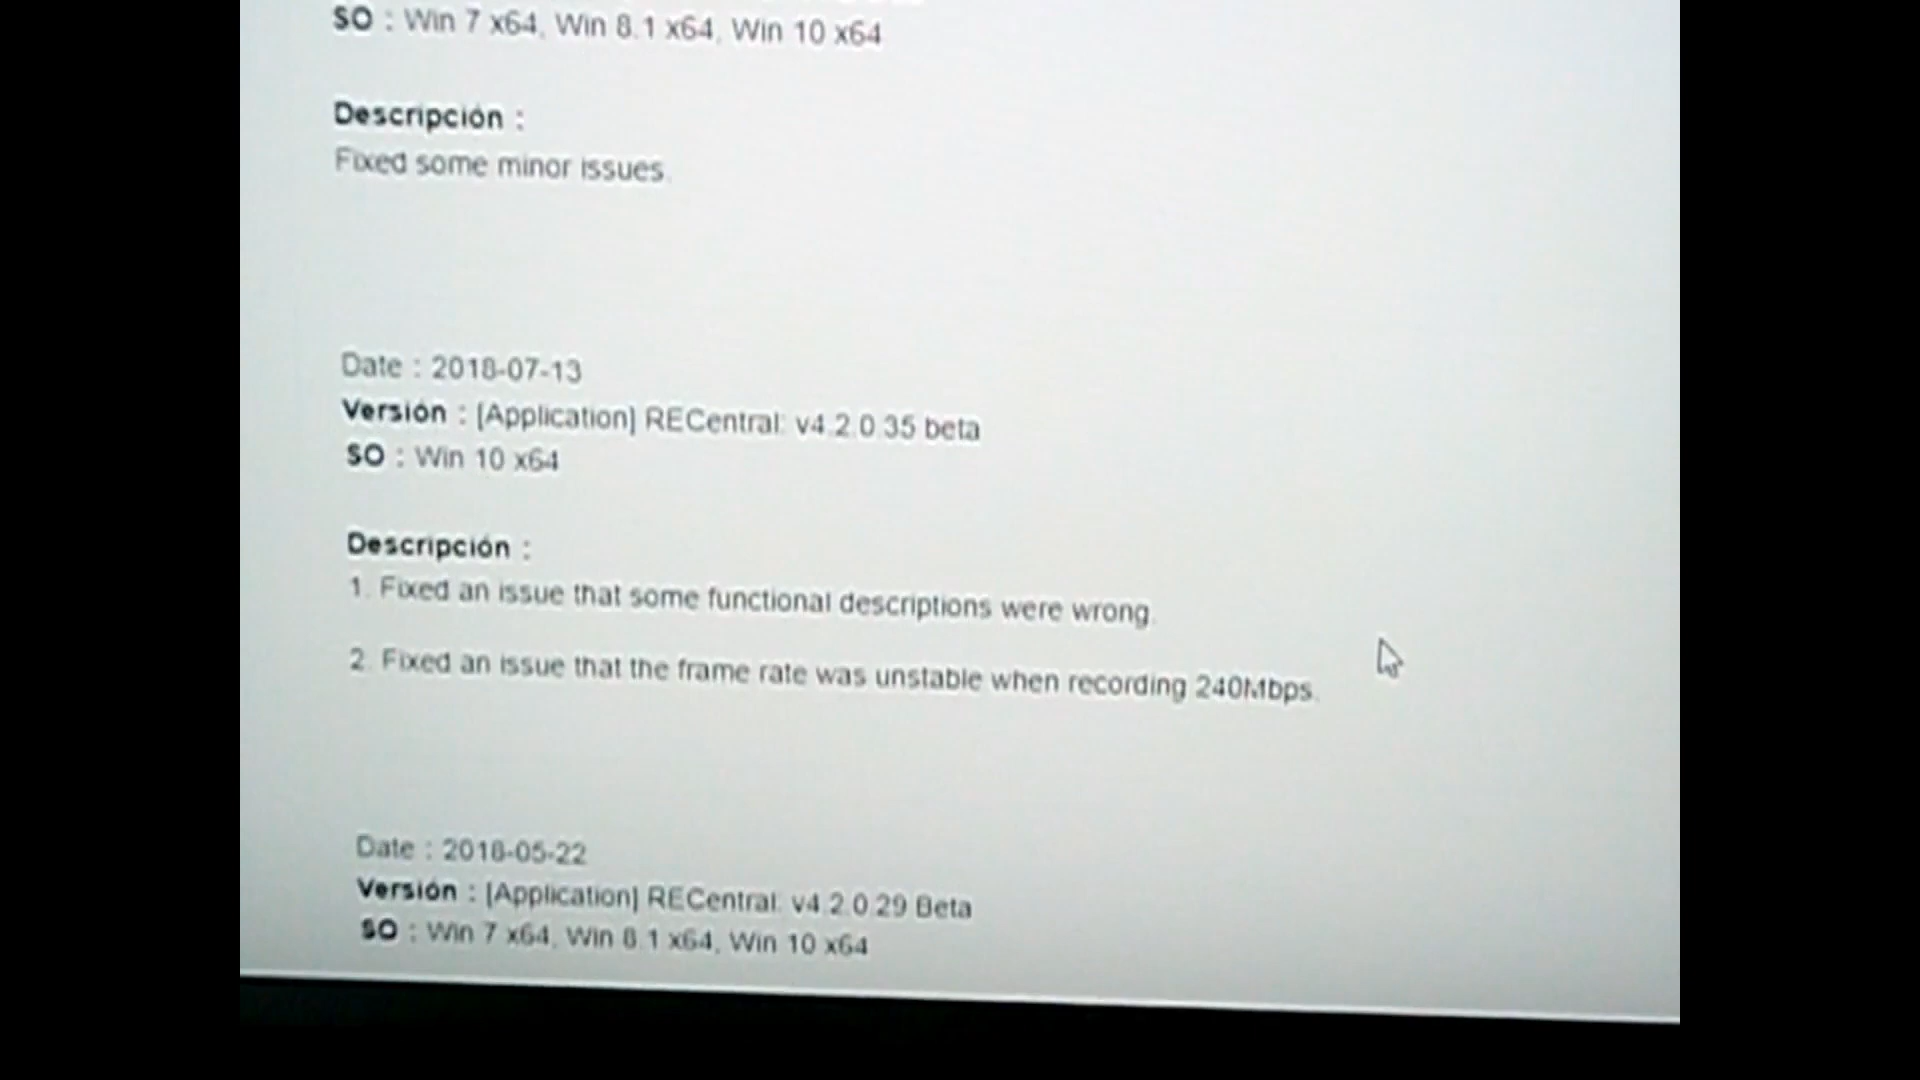 SO : Win 7 x64, Win 8.1 x64, Win 10 x64
Descripción :
Fixed some minor issues.
Date : 2018-07-13
Versión : [Application] RECentral: v4.2.0.35 beta
SO : Win 10 x64
Descripción :
1. Fixed an issue that some functional descriptions were wrong.
2. Fixed an issue that the frame rate was unstable when recording 240Mbps.
Date : 2018-05-22
Versión : [Application] RECentral: v4.2.0.29 Beta
SO : Win 7 x64, Win 8.1 x64, Win 10 x64